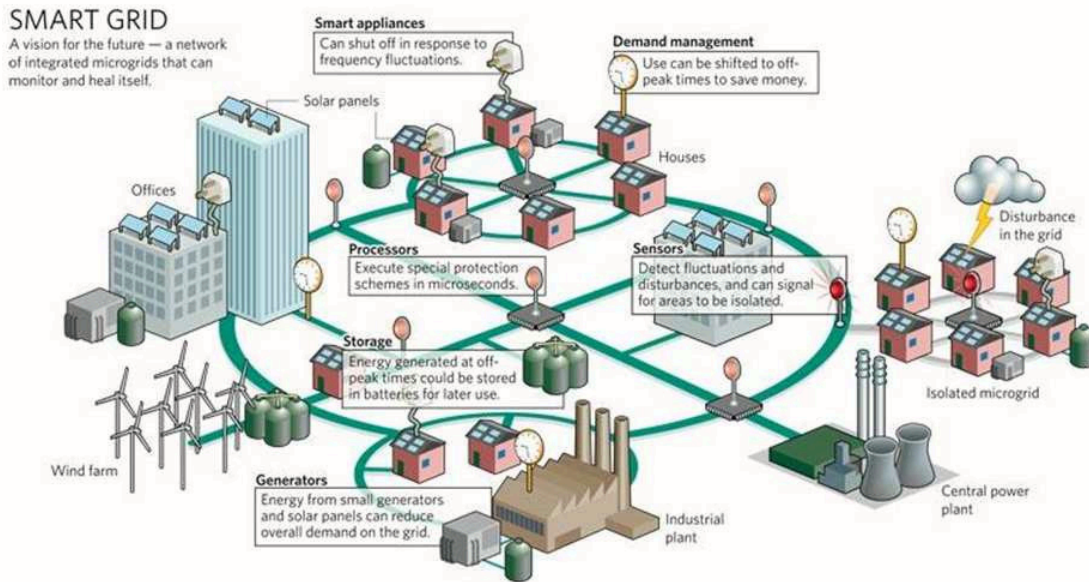 SMART GRID
A vision for the future — a network
of integrated microgrids that can
monitor and heal itself.
Smart appliances
Can shut off in response to
frequency fluctuations.
Demand management
Use can be shifted to off-
peak times to save money.
Solar panels
Houses
Offices
Disturbance
in the grid
Processors
Execute special protection
schemes in microseconds.
Sensors
Detect fluctuations and
disturbances, and can signal
for areas to be isolated.
Storage
Energy generated at off-
peak times could be stored
in batteries for later use.
Isolated microgrid
Wind farm
Generators
Energy from small generators
and solar panels can reduce
overall demand on the grid.
Industrial
plant
Central power
plant